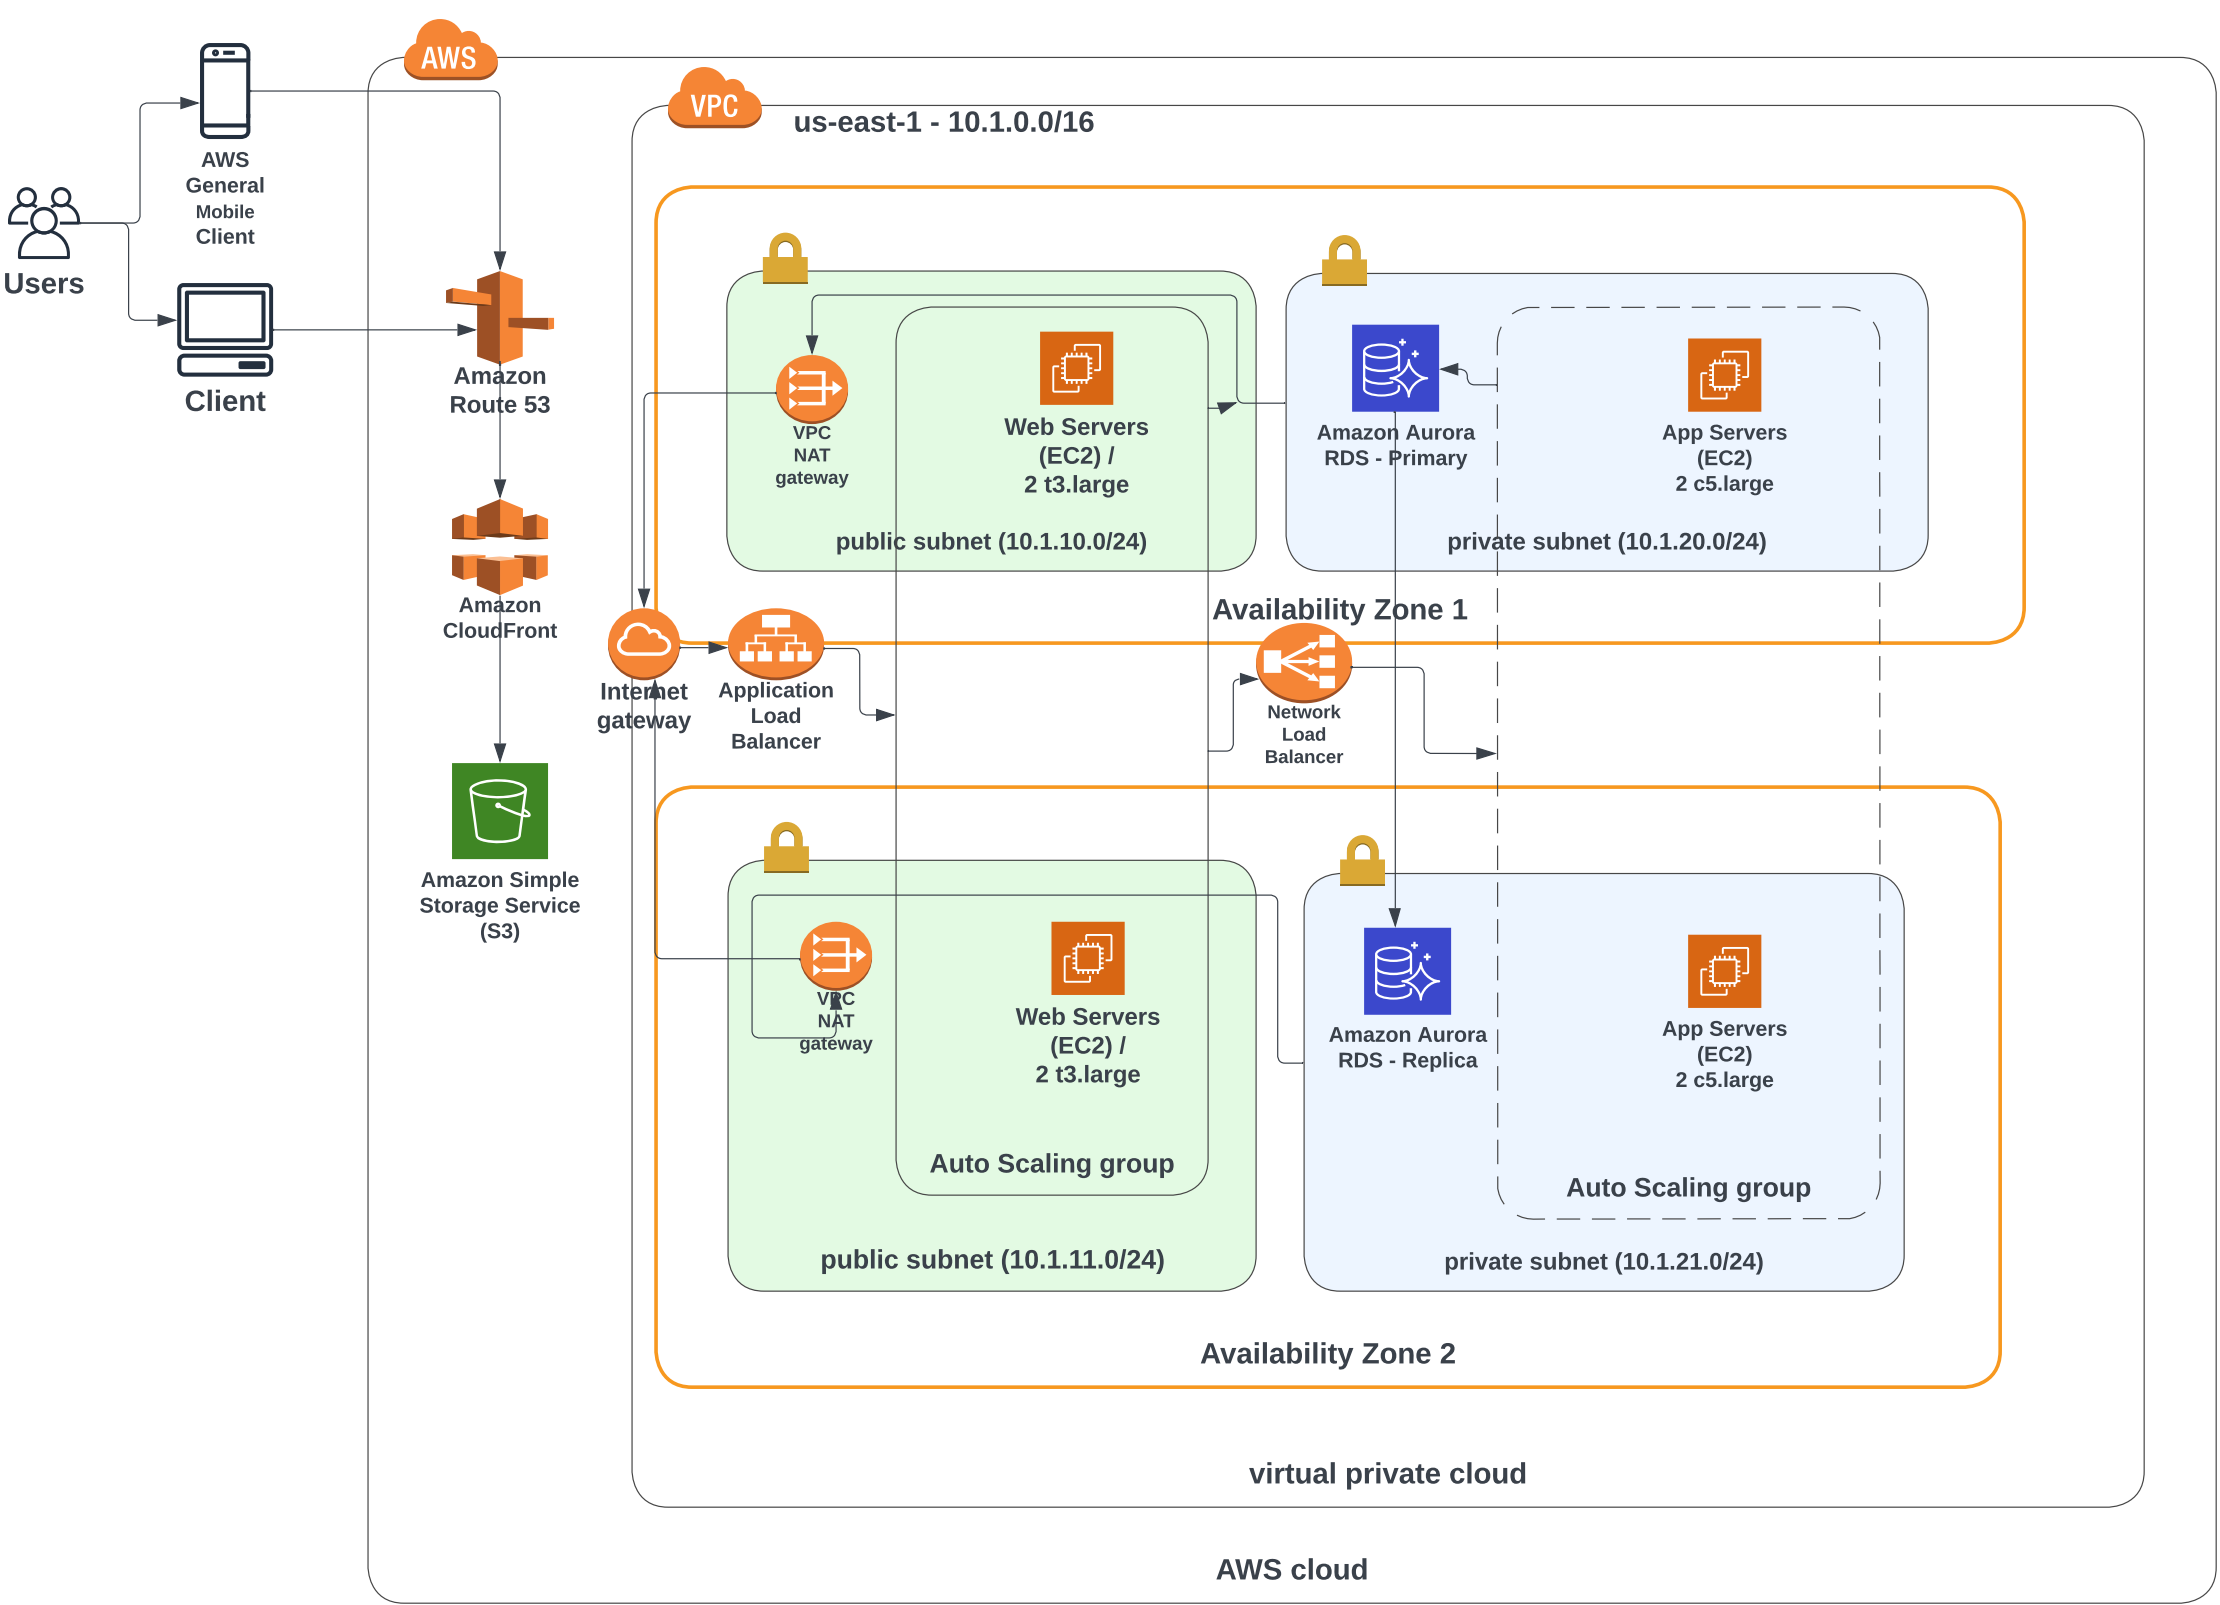 AWS
VPC
us-east-1 - 10.1.0.0/16
AWS
General
Mobile
Client
Users
Client
Amazon
Route 53
VPC
NAT
gateway
Web Servers
(EC2) /
2 t3.large
public subnet (10.1.10.0/24)
Amazon Aurora
RDS - Primary
App Servers
(EC2)
2 c5.large
private subnet (10.1.20.0/24)
Availability Zone 1
Amazon
CloudFront
Internet
gateway
Application
Load
Balancer
Network
Load
Balancer
Amazon Simple
Storage Service
(S3)
VPC
NAT
gateway
Web Servers
(EC2) /
2 t3.large
Auto Scaling group
public subnet (10.1.11.0/24)
Amazon Aurora
RDS - Replica
App Servers
(EC2)
2 c5.large
Auto Scaling group
private subnet (10.1.21.0/24)
Availability Zone 2
virtual private cloud
AWS cloud